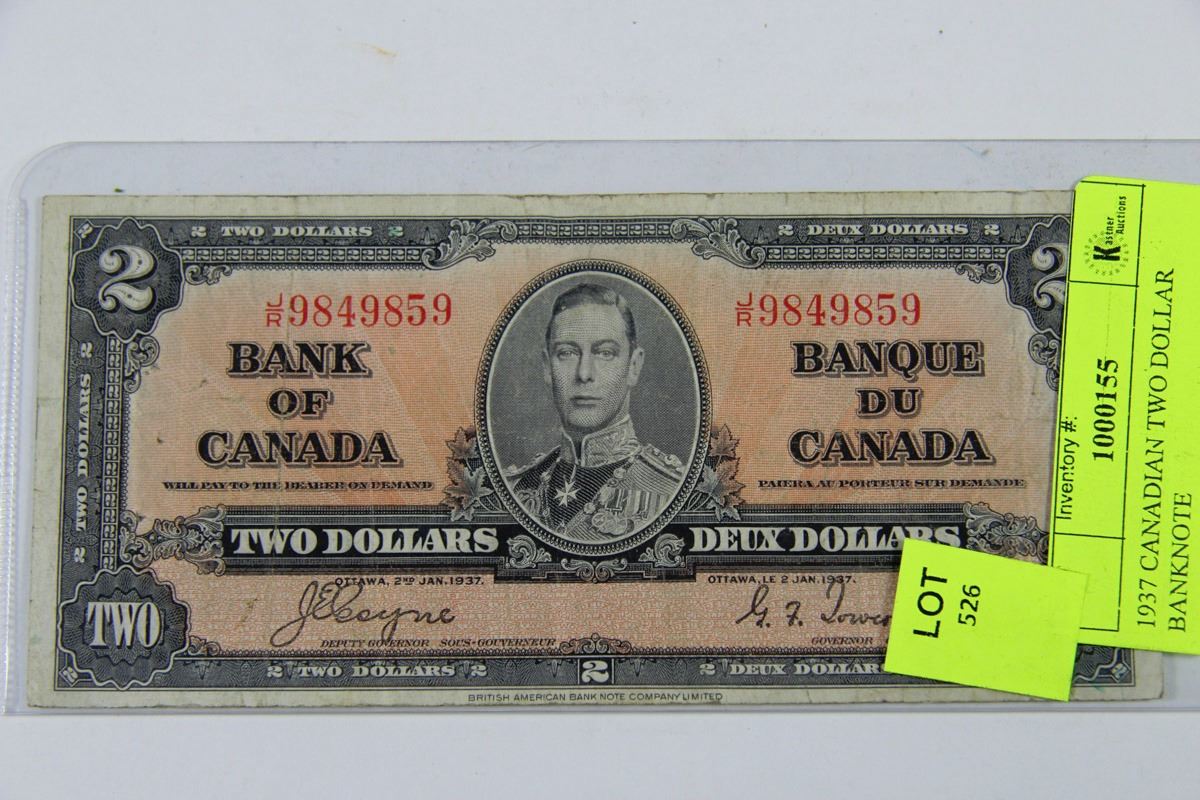 2 TWO DOLLARS 2
2 DEUX DOLLARS 2
2
2
J/R 9849859
J/R 9849859
BANK
OF
CANADA
WILL PAY TO THE BEARER ON DEMAND
BANQUE
DU
CANADA
PAIERA AU PORTEUR SUR DEMANDE
2 TWO DOLLARS 2
TWO DOLLARS
DEUX DOLLARS
OTTAWA, 2ND JAN. 1937.
OTTAWA, LE 2 JAN. 1937.
TWO
J E Coyne
G. F. Towers
DEPUTY GOVERNOR SOUS-GOUVERNEUR
GOVERNOR
2 TWO DOLLARS
2
2 DEUX DOLLARS
BRITISH AMERICAN BANK NOTE COMPANY LIMITED
Kastner
Auctions
Inventory #:
1000155
1937 CANADIAN TWO DOLLAR
BANKNOTE
LOT
526